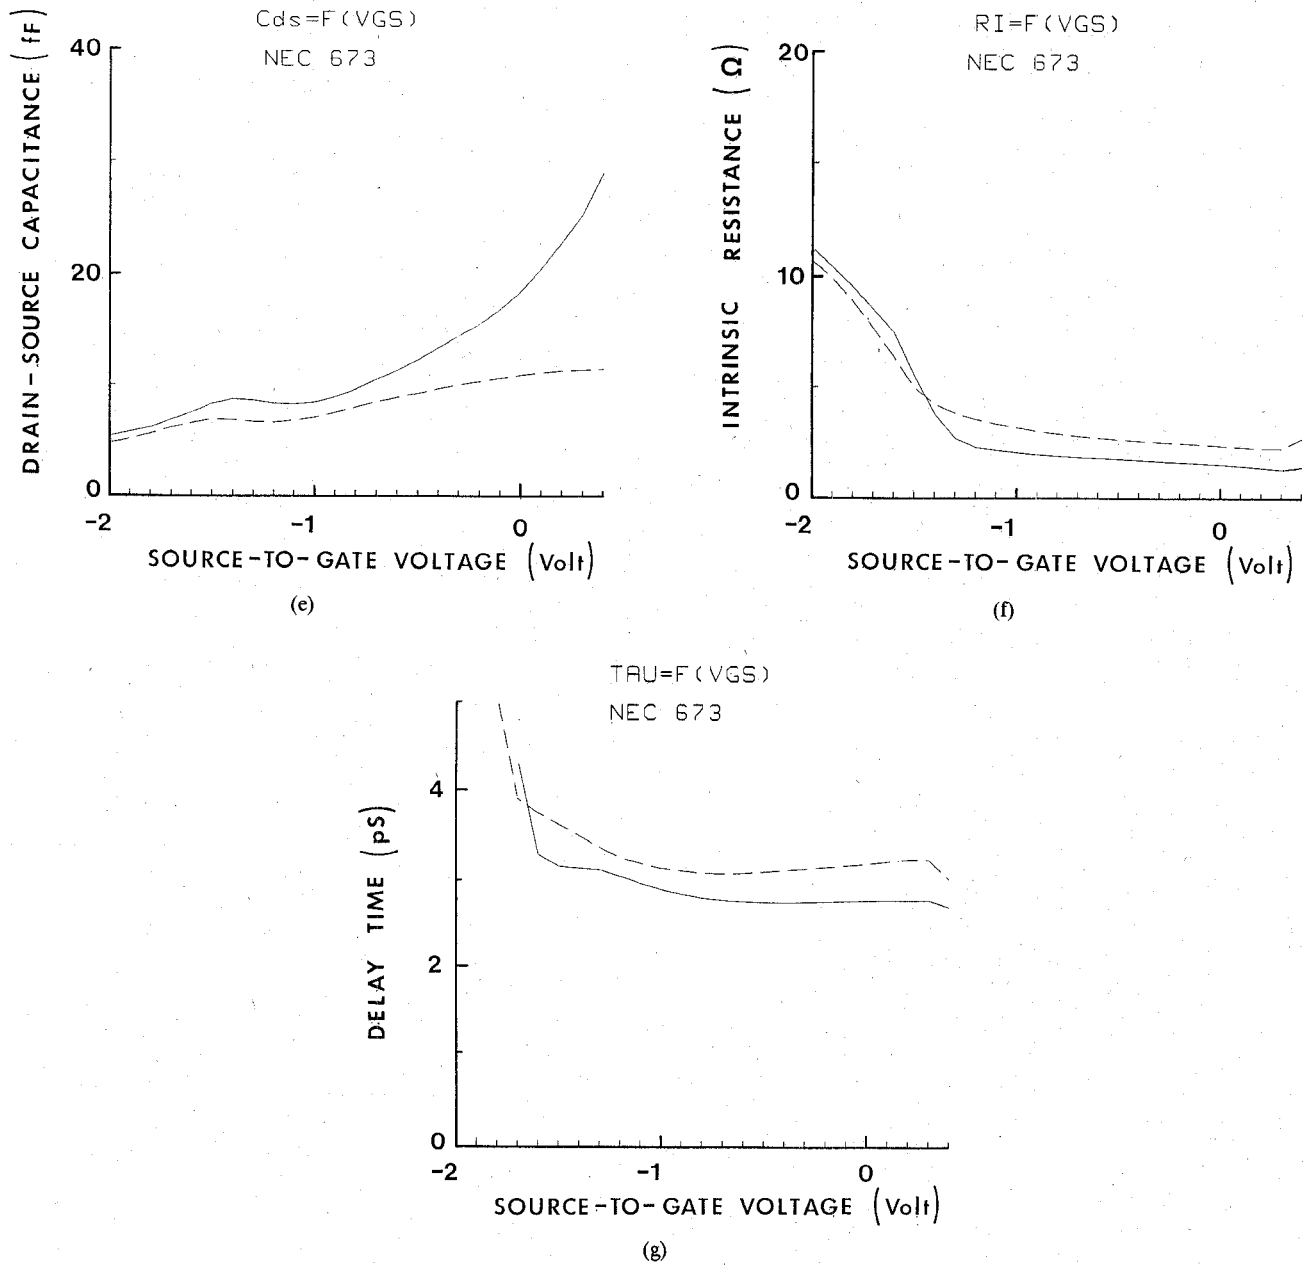 Cds=F(VGS)
NEC 673
DRAIN-SOURCE CAPACITANCE (fF)
40
20
0
-2 -1 0
SOURCE-TO-GATE VOLTAGE (Volt)
(e)
RI=F(VGS)
NEC 673
INTRINSIC RESISTANCE (Ω)
20
10
0
-2 -1 0
SOURCE-TO-GATE VOLTAGE (Volt)
(f)
TAU=F(VGS)
NEC 673
DELAY TIME (pS)
4
2
0
-2 -1 0
SOURCE-TO-GATE VOLTAGE (Volt)
(g)